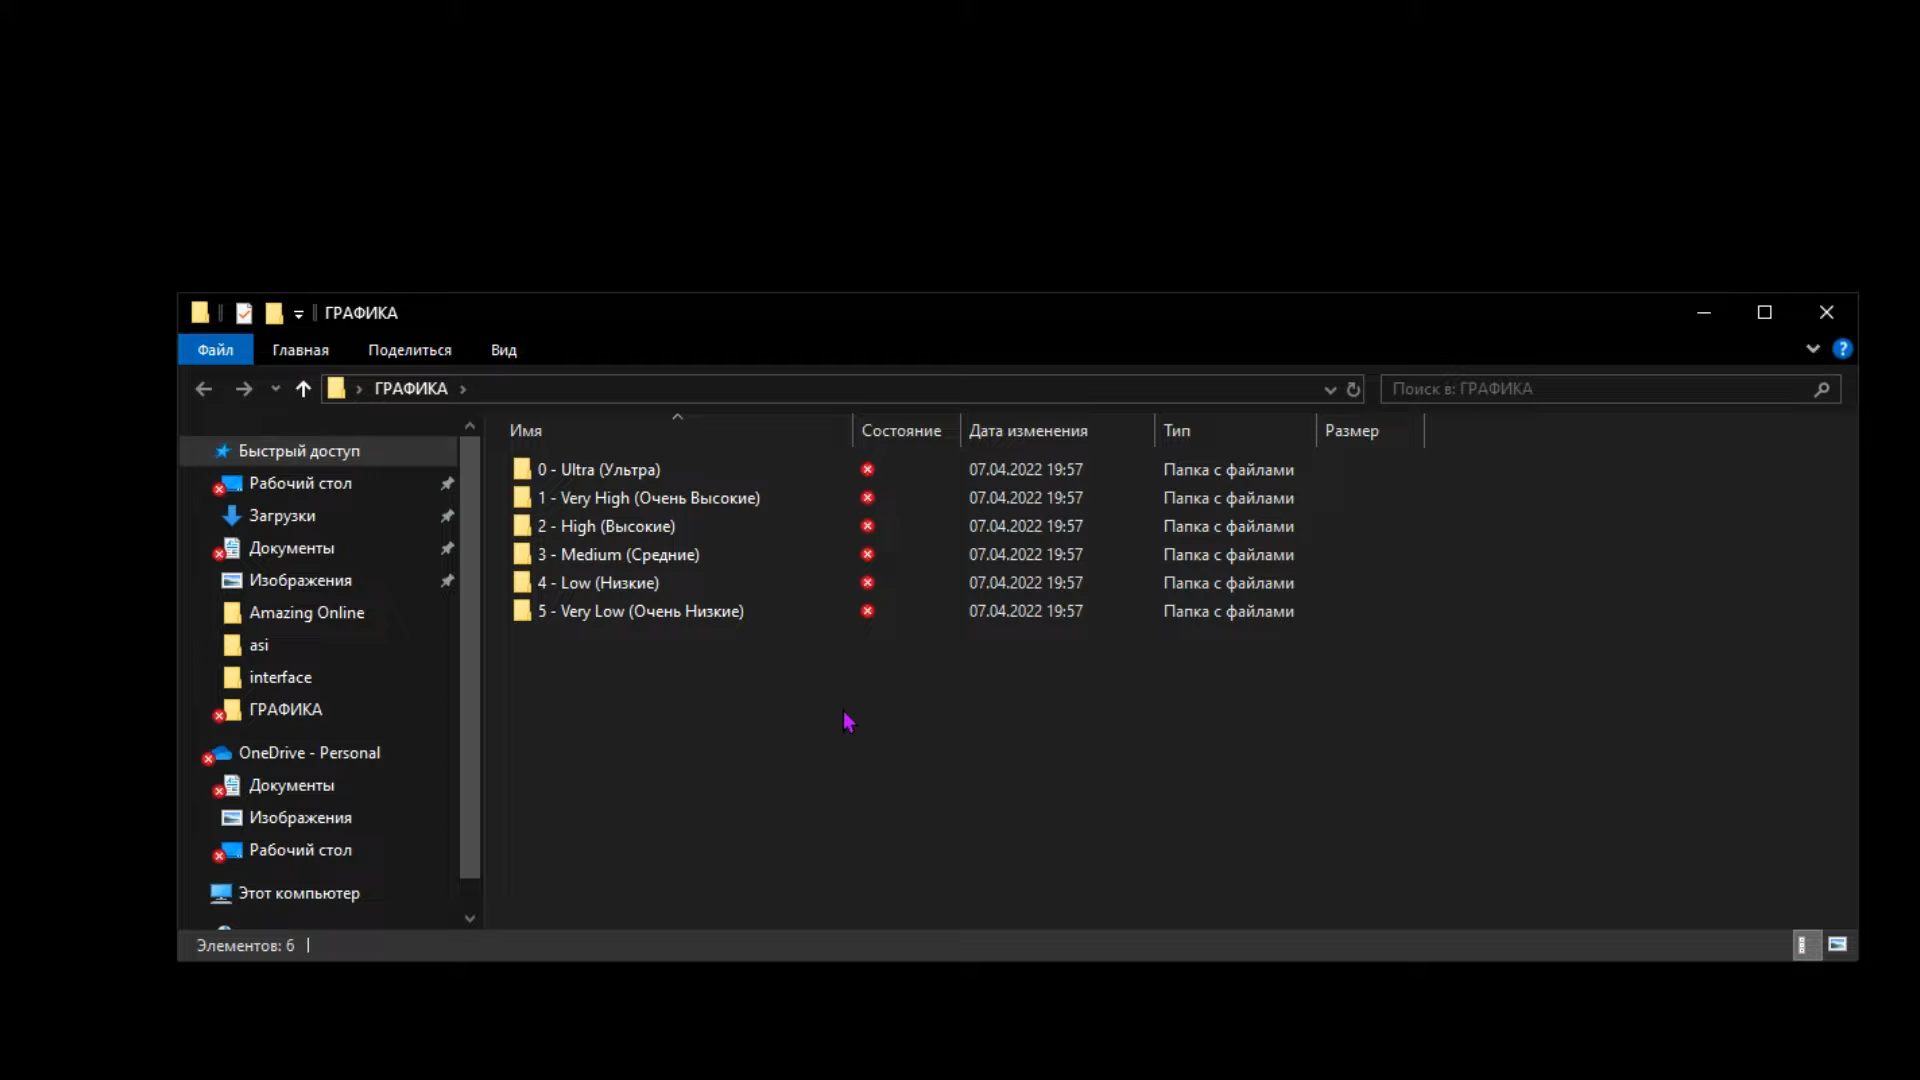 ГРАФИКА
Файл Главная Поделиться Вид
ГРАФИКА
Поиск в: ГРАФИКА
Имя Состояние Дата изменения Тип Размер
0 - Ultra (Ультра) 07.04.2022 19:57 Папка с файлами
1 - Very High (Очень Высокие) 07.04.2022 19:57 Папка с файлами
2 - High (Высокие) 07.04.2022 19:57 Папка с файлами
3 - Medium (Средние) 07.04.2022 19:57 Папка с файлами
4 - Low (Низкие) 07.04.2022 19:57 Папка с файлами
5 - Very Low (Очень Низкие) 07.04.2022 19:57 Папка с файлами
Быстрый доступ
Рабочий стол
Загрузки
Документы
Изображения
Amazing Online
asi
interface
ГРАФИКА
OneDrive - Personal
Документы
Изображения
Рабочий стол
Этот компьютер
Элементов: 6